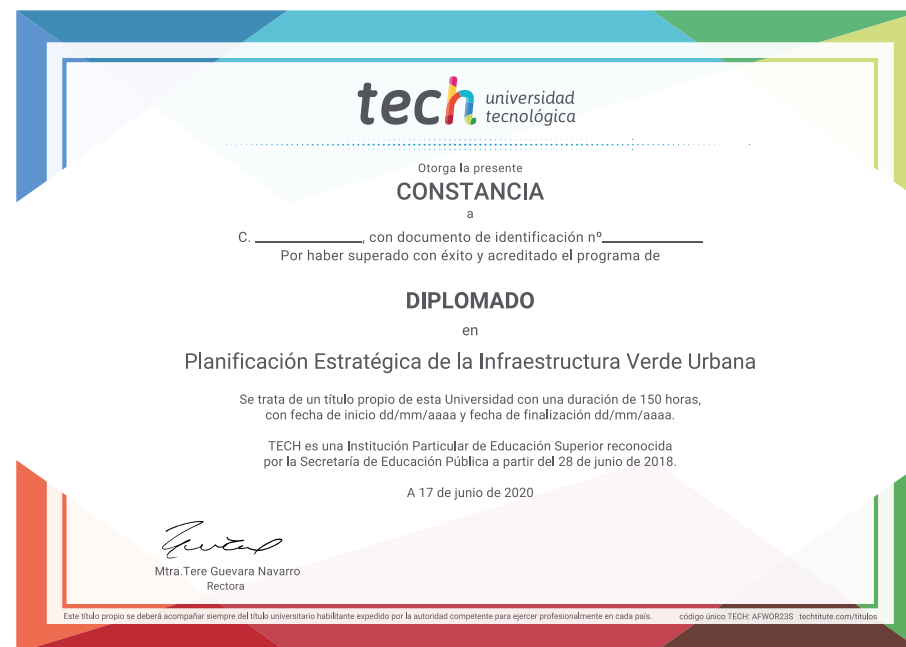 tech universidad
tecnológica
Otorga la presente
CONSTANCIA
a
C. ____________, con documento de identificación nº____________
Por haber superado con éxito y acreditado el programa de
DIPLOMADO
en
Planificación Estratégica de la Infraestructura Verde Urbana
Se trata de un título propio de esta Universidad con una duración de 150 horas,
con fecha de inicio dd/mm/aaaa y fecha de finalización dd/mm/aaaa.
TECH es una Institución Particular de Educación Superior reconocida
por la Secretaría de Educación Pública a partir del 28 de junio de 2018.
A 17 de junio de 2020
Mtra.Tere Guevara Navarro
Rectora
Este título propio se deberá acompañar siempre del título universitario habilitante expedido por la autoridad competente para ejercer profesionalmente en cada país. código único TECH: AFWOR23S techtitute.com/titulos